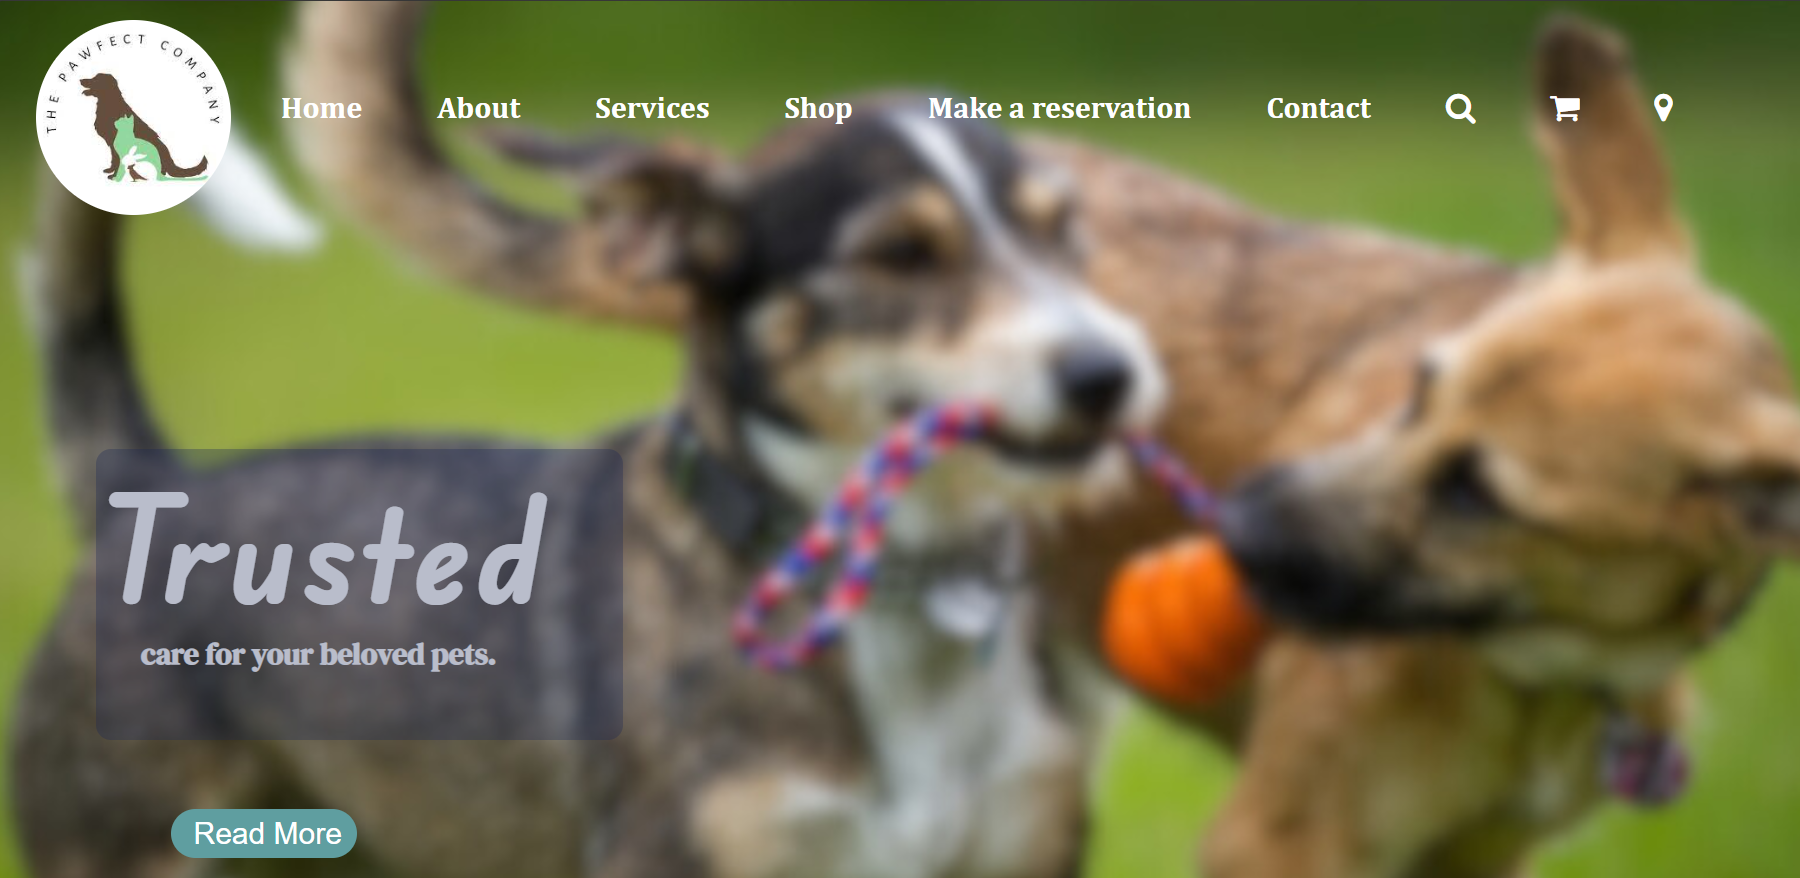 THE PAWFECT COMPANY
Home About Services Shop Make a reservation Contact
Trusted
care for your beloved pets.
Read More